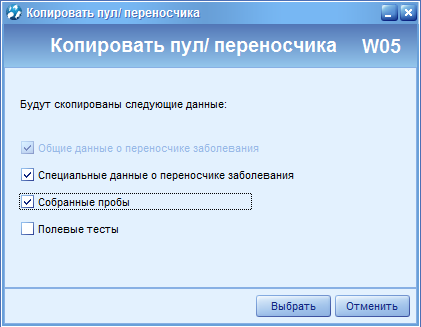 Копировать пул/ переносчика
Копировать пул/ переносчика W05
Будут скопированы следующие данные:
Общие данные о переносчике заболевания
Специальные данные о переносчике заболевания
Собранные пробы
Полевые тесты
Выбрать Отменить